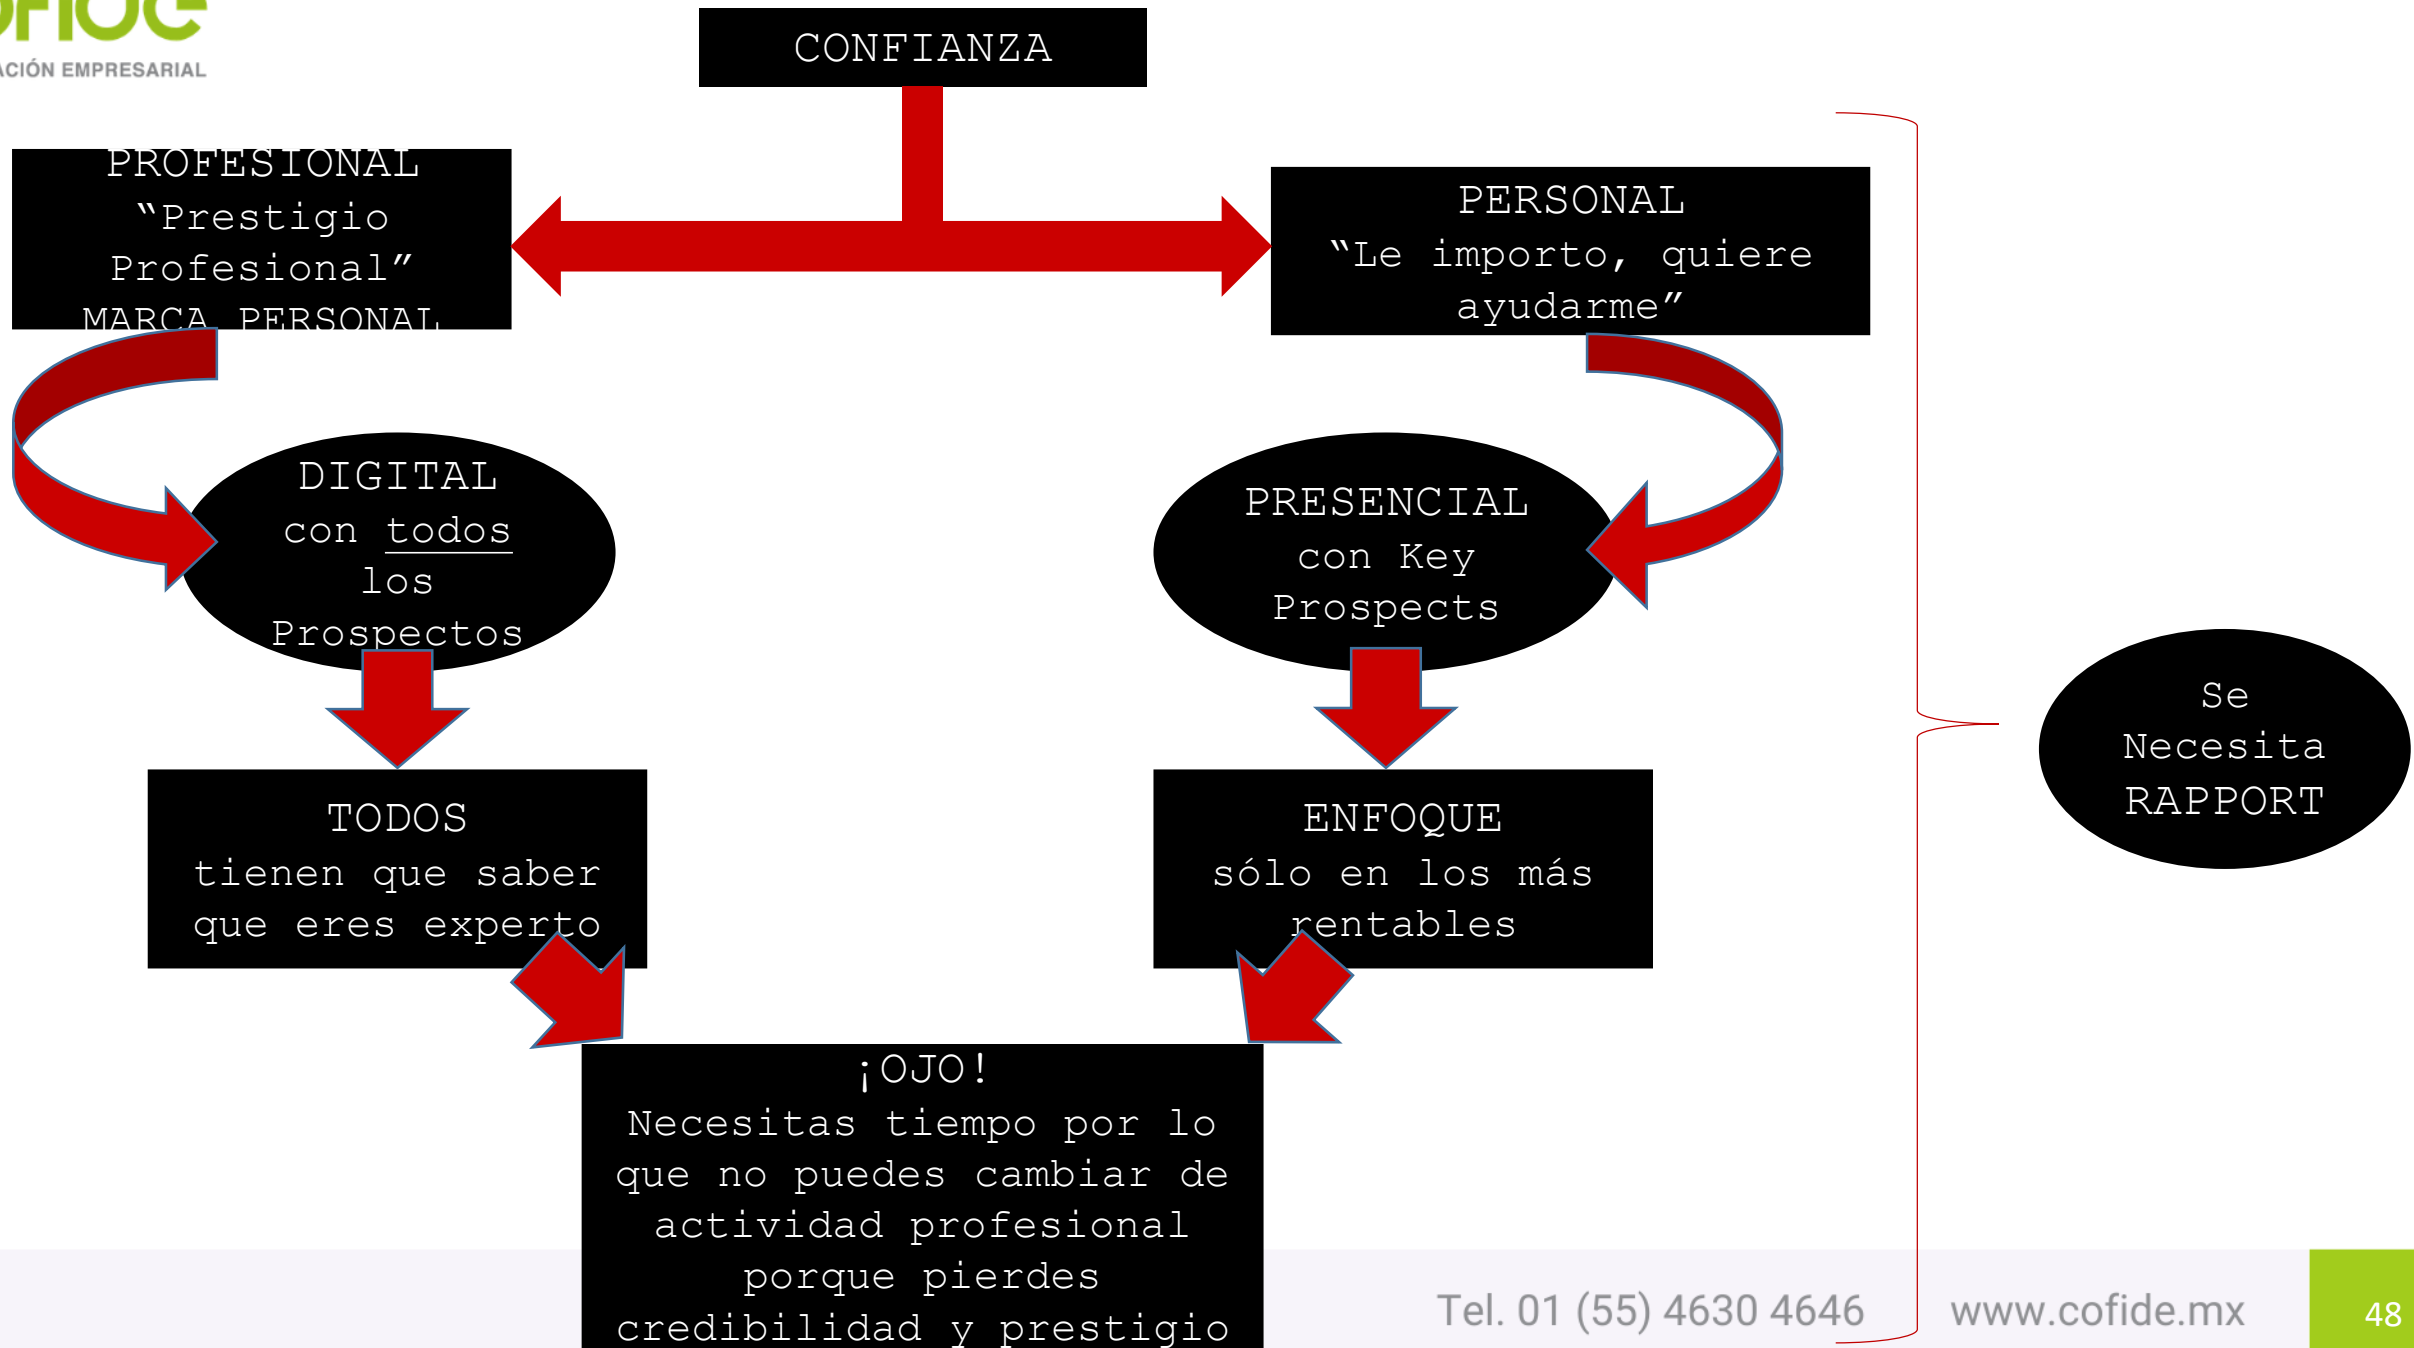 CONFIANZA
PROFESIONAL
“Prestigio
Profesional”
MARCA PERSONAL
PERSONAL
“Le importo, quiere
ayudarme”
DIGITAL
con todos
los
Prospectos
PRESENCIAL
con Key
Prospects
TODOS
tienen que saber
que eres experto
ENFOQUE
sólo en los más
rentables
Se
Necesita
RAPPORT
¡OJO!
Necesitas tiempo por lo
que no puedes cambiar de
actividad profesional
porque pierdes
credibilidad y prestigio
Tel. 01 (55) 4630 4646
www.cofide.mx
48
EMPRESARIAL